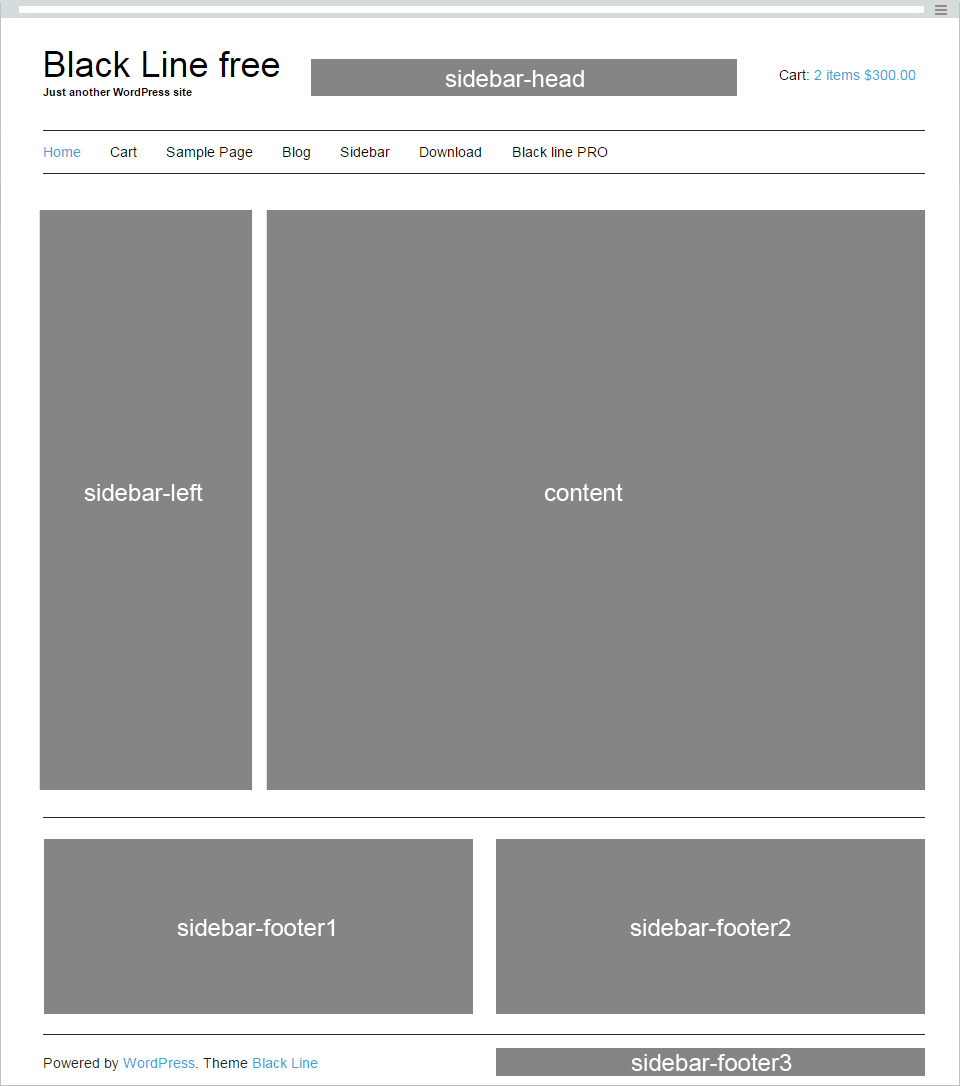 Black Line free
Just another WordPress site
sidebar-head
Cart: 2 items $300.00
Home Cart Sample Page Blog Sidebar Download Black line PRO
sidebar-left
content
sidebar-footer1
sidebar-footer2
Powered by WordPress. Theme Black Line
sidebar-footer3